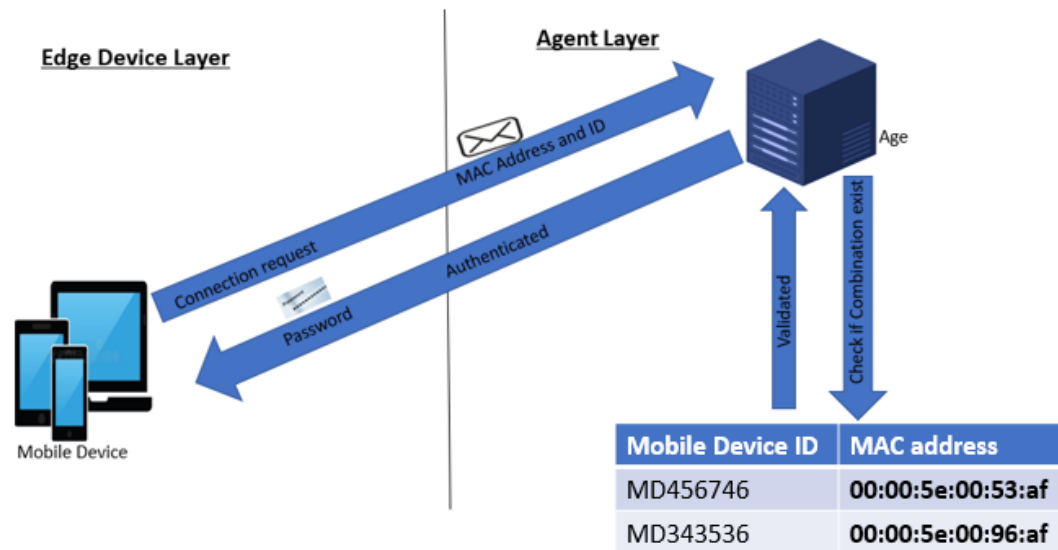 Edge Device Layer
Agent Layer
MAC Address and ID
Connection request
Age
Authenticated
Password
Password
Validated
Check if Combination exist
Mobile Device
Mobile Device ID MAC address
MD456746 00:00:5e:00:53:af
MD343536 00:00:5e:00:96:af